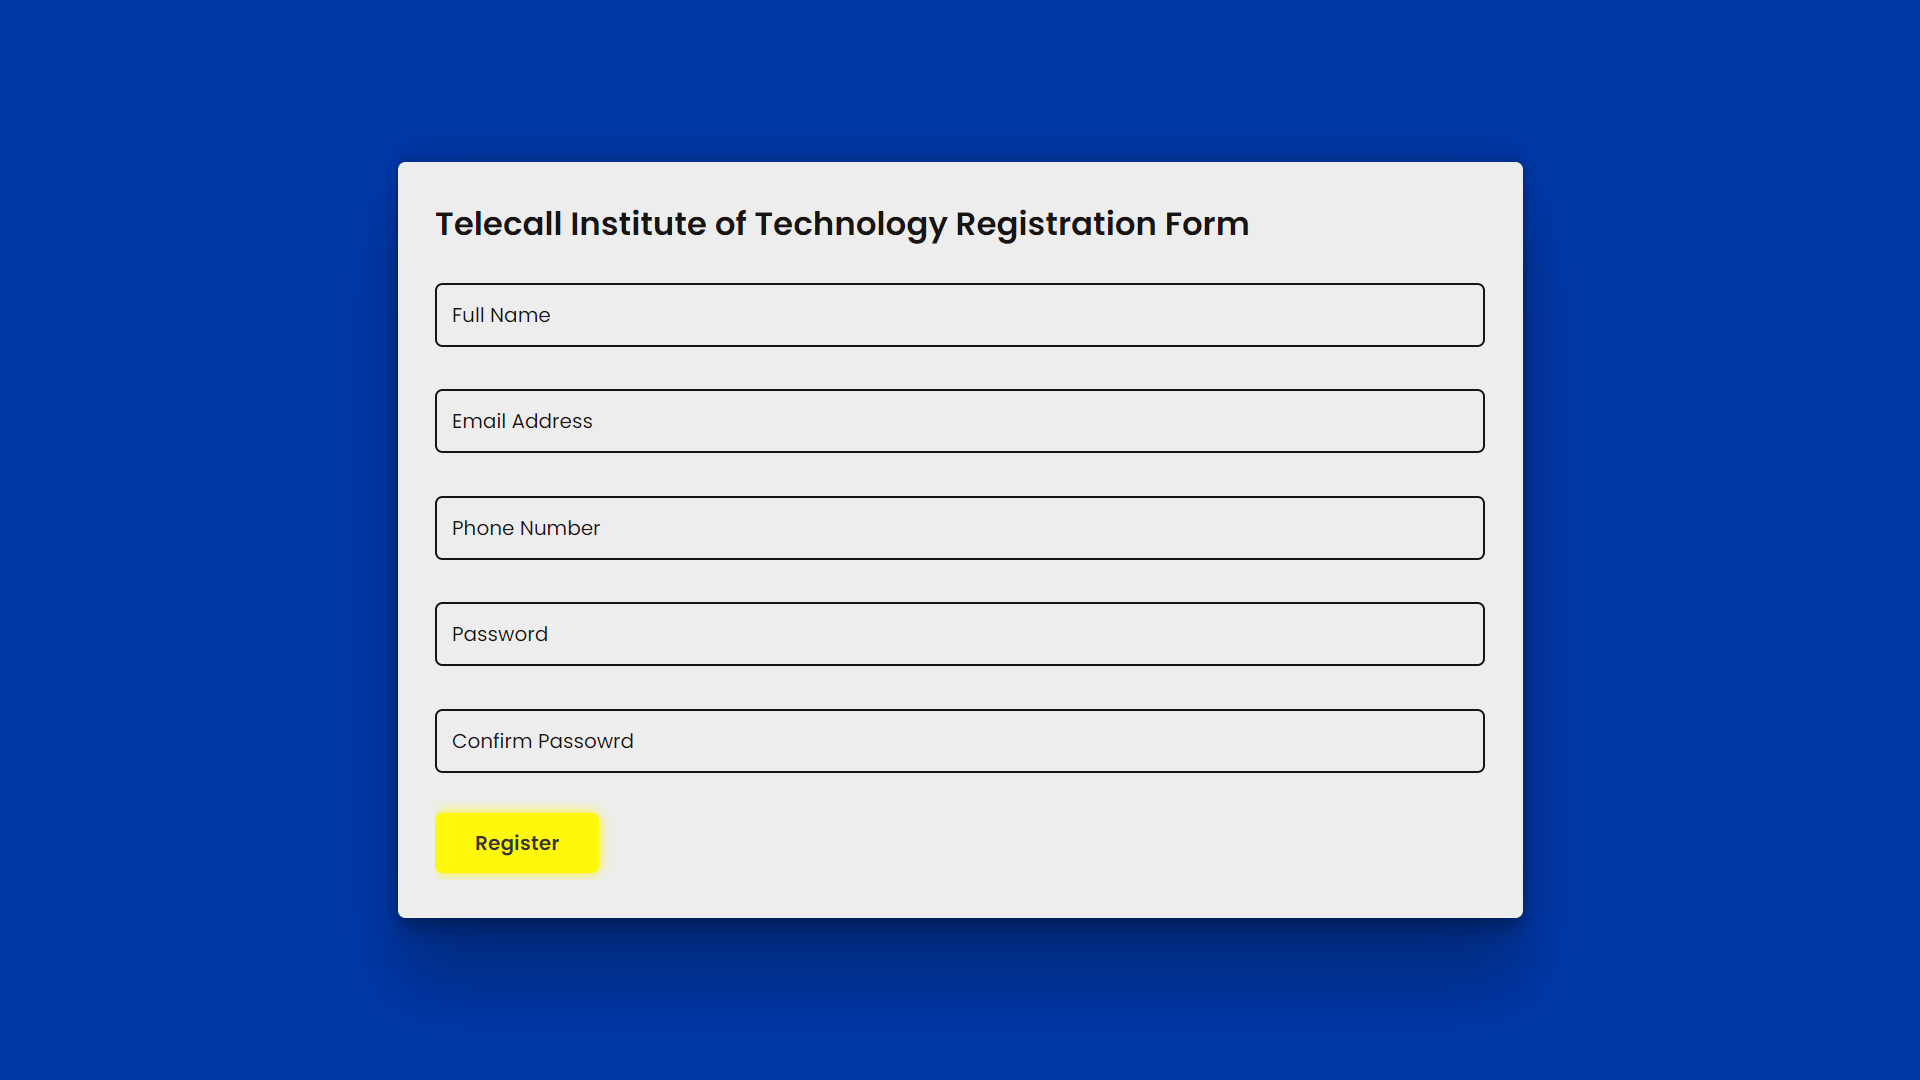 Telecall Institute of Technology Registration Form
Full Name
Email Address
Phone Number
Password
Confirm Passowrd
Register